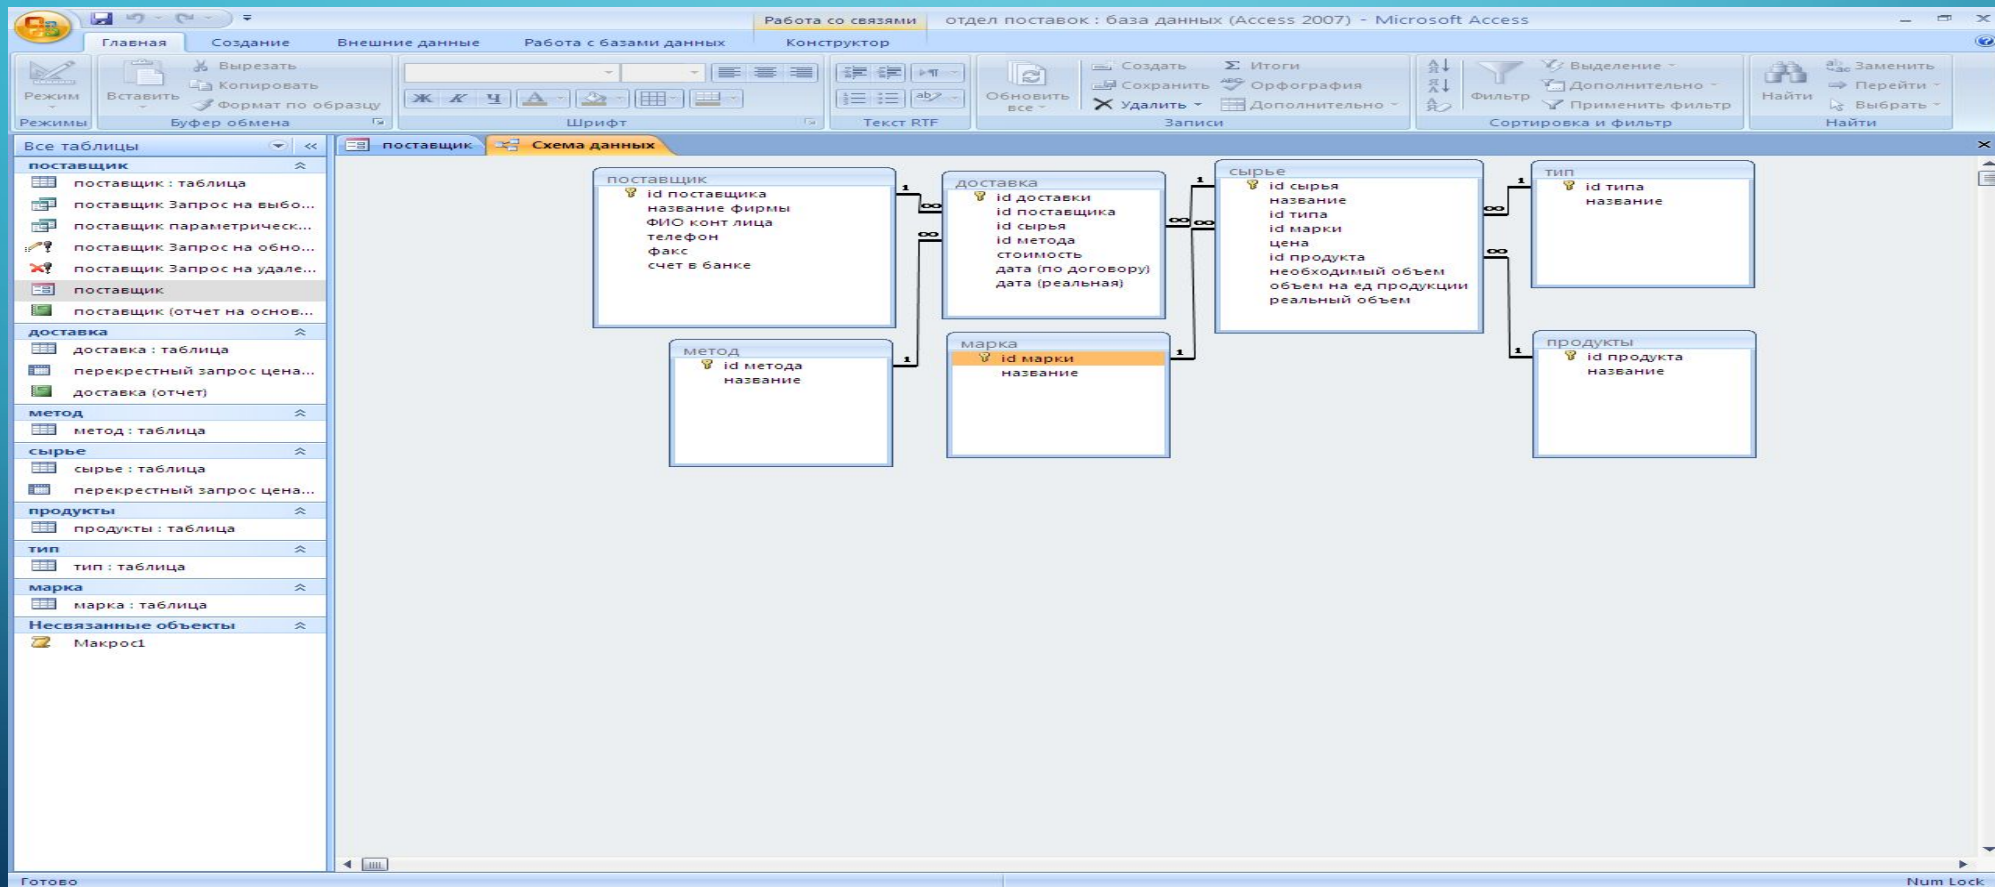 Работа со связями отдел поставок : база данных (Access 2007) - Microsoft Access
Главная Создание Внешние данные Работа с базами данных Конструктор
Режим
Режимы
Вставить
Вырезать
Копировать
Формат по образцу
Буфер обмена
Ж К Ч А
Шрифт
Текст RTF
Обновить все
Создать
Сохранить
Удалить
Итоги
Орфография
Дополнительно
Записи
Фильтр
Выделение
Дополнительно
Применить фильтр
Сортировка и фильтр
Найти
Заменить
Перейти
Выбрать
Найти
Все таблицы
поставщик
поставщик : таблица
поставщик Запрос на выбо...
поставщик параметрическ...
поставщик Запрос на обно...
поставщик Запрос на удале...
поставщик
поставщик (отчет на основ...
доставка
доставка : таблица
перекрестный запрос цена...
доставка (отчет)
метод
метод : таблица
сырье
сырье : таблица
перекрестный запрос цена...
продукты
продукты : таблица
тип
тип : таблица
марка
марка : таблица
Несвязанные объекты
Макрос1
поставщик Схема данных
поставщик
id поставщика
название фирмы
ФИО конт лица
телефон
факс
счет в банке
1
∞
∞
доставка
id доставки
id поставщика
id сырья
id метода
стоимость
дата (по договору)
дата (реальная)
1
∞ ∞
сырье
id сырья
название
id типа
id марки
цена
id продукта
необходимый объем
объем на ед продукции
реальный объем
1
∞
∞
тип
id типа
название
метод
id метода
название
1
марка
id марки
название
1
1
продукты
id продукта
название
Готово
Num Lock